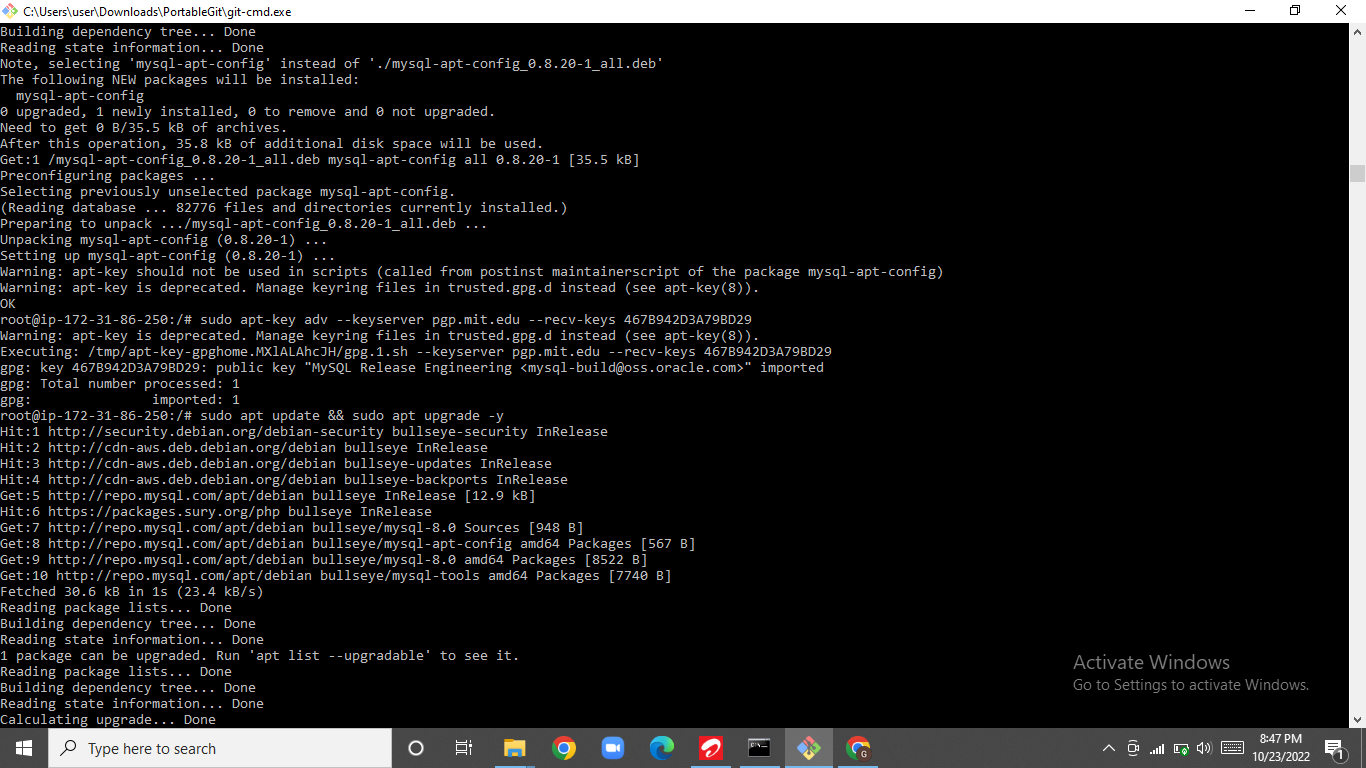 C:\Users\user\Downloads\PortableGit\git-cmd.exe
Building dependency tree... Done
Reading state information... Done
Note, selecting 'mysql-apt-config' instead of './mysql-apt-config_0.8.20-1_all.deb'
The following NEW packages will be installed:
  mysql-apt-config
0 upgraded, 1 newly installed, 0 to remove and 0 not upgraded.
Need to get 0 B/35.5 kB of archives.
After this operation, 35.8 kB of additional disk space will be used.
Get:1 /mysql-apt-config_0.8.20-1_all.deb mysql-apt-config all 0.8.20-1 [35.5 kB]
Preconfiguring packages ...
Selecting previously unselected package mysql-apt-config.
(Reading database ... 82776 files and directories currently installed.)
Preparing to unpack .../mysql-apt-config_0.8.20-1_all.deb ...
Unpacking mysql-apt-config (0.8.20-1) ...
Setting up mysql-apt-config (0.8.20-1) ...
Warning: apt-key should not be used in scripts (called from postinst maintainerscript of the package mysql-apt-config)
Warning: apt-key is deprecated. Manage keyring files in trusted.gpg.d instead (see apt-key(8)).
OK
root@ip-172-31-86-250:/# sudo apt-key adv --keyserver pgp.mit.edu --recv-keys 467B942D3A79BD29
Warning: apt-key is deprecated. Manage keyring files in trusted.gpg.d instead (see apt-key(8)).
Executing: /tmp/apt-key-gpghome.MXlALAhcJH/gpg.1.sh --keyserver pgp.mit.edu --recv-keys 467B942D3A79BD29
gpg: key 467B942D3A79BD29: public key "MySQL Release Engineering <mysql-build@oss.oracle.com>" imported
gpg: Total number processed: 1
gpg:               imported: 1
root@ip-172-31-86-250:/# sudo apt update && sudo apt upgrade -y
Hit:1 http://security.debian.org/debian-security bullseye-security InRelease
Hit:2 http://cdn-aws.deb.debian.org/debian bullseye InRelease
Hit:3 http://cdn-aws.deb.debian.org/debian bullseye-updates InRelease
Hit:4 http://cdn-aws.deb.debian.org/debian bullseye-backports InRelease
Get:5 http://repo.mysql.com/apt/debian bullseye InRelease [12.9 kB]
Hit:6 https://packages.sury.org/php bullseye InRelease
Get:7 http://repo.mysql.com/apt/debian bullseye/mysql-8.0 Sources [948 B]
Get:8 http://repo.mysql.com/apt/debian bullseye/mysql-apt-config amd64 Packages [567 B]
Get:9 http://repo.mysql.com/apt/debian bullseye/mysql-8.0 amd64 Packages [8522 B]
Get:10 http://repo.mysql.com/apt/debian bullseye/mysql-tools amd64 Packages [7740 B]
Fetched 30.6 kB in 1s (23.4 kB/s)
Reading package lists... Done
Building dependency tree... Done
Reading state information... Done
1 package can be upgraded. Run 'apt list --upgradable' to see it.
Reading package lists... Done
Building dependency tree... Done
Reading state information... Done
Calculating upgrade... Done
Activate Windows
Go to Settings to activate Windows.
Type here to search
8:47 PM
10/23/2022
1